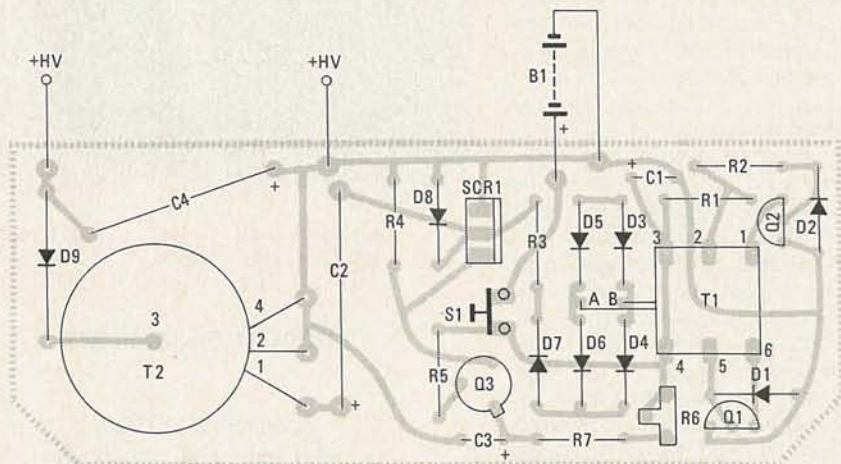 +HV
+HV
B1
+
+
+
C4
R4
D8
SCR1
R3
D5
D3
C1
R2
R1
Q2
D2
D9
C2
3
2
1
4
S1
A
B
T1
3
T2
2
1
R5
Q3
D7
D6
D4
4
5
6
D1
C3
+
R7
R6
Q1
+